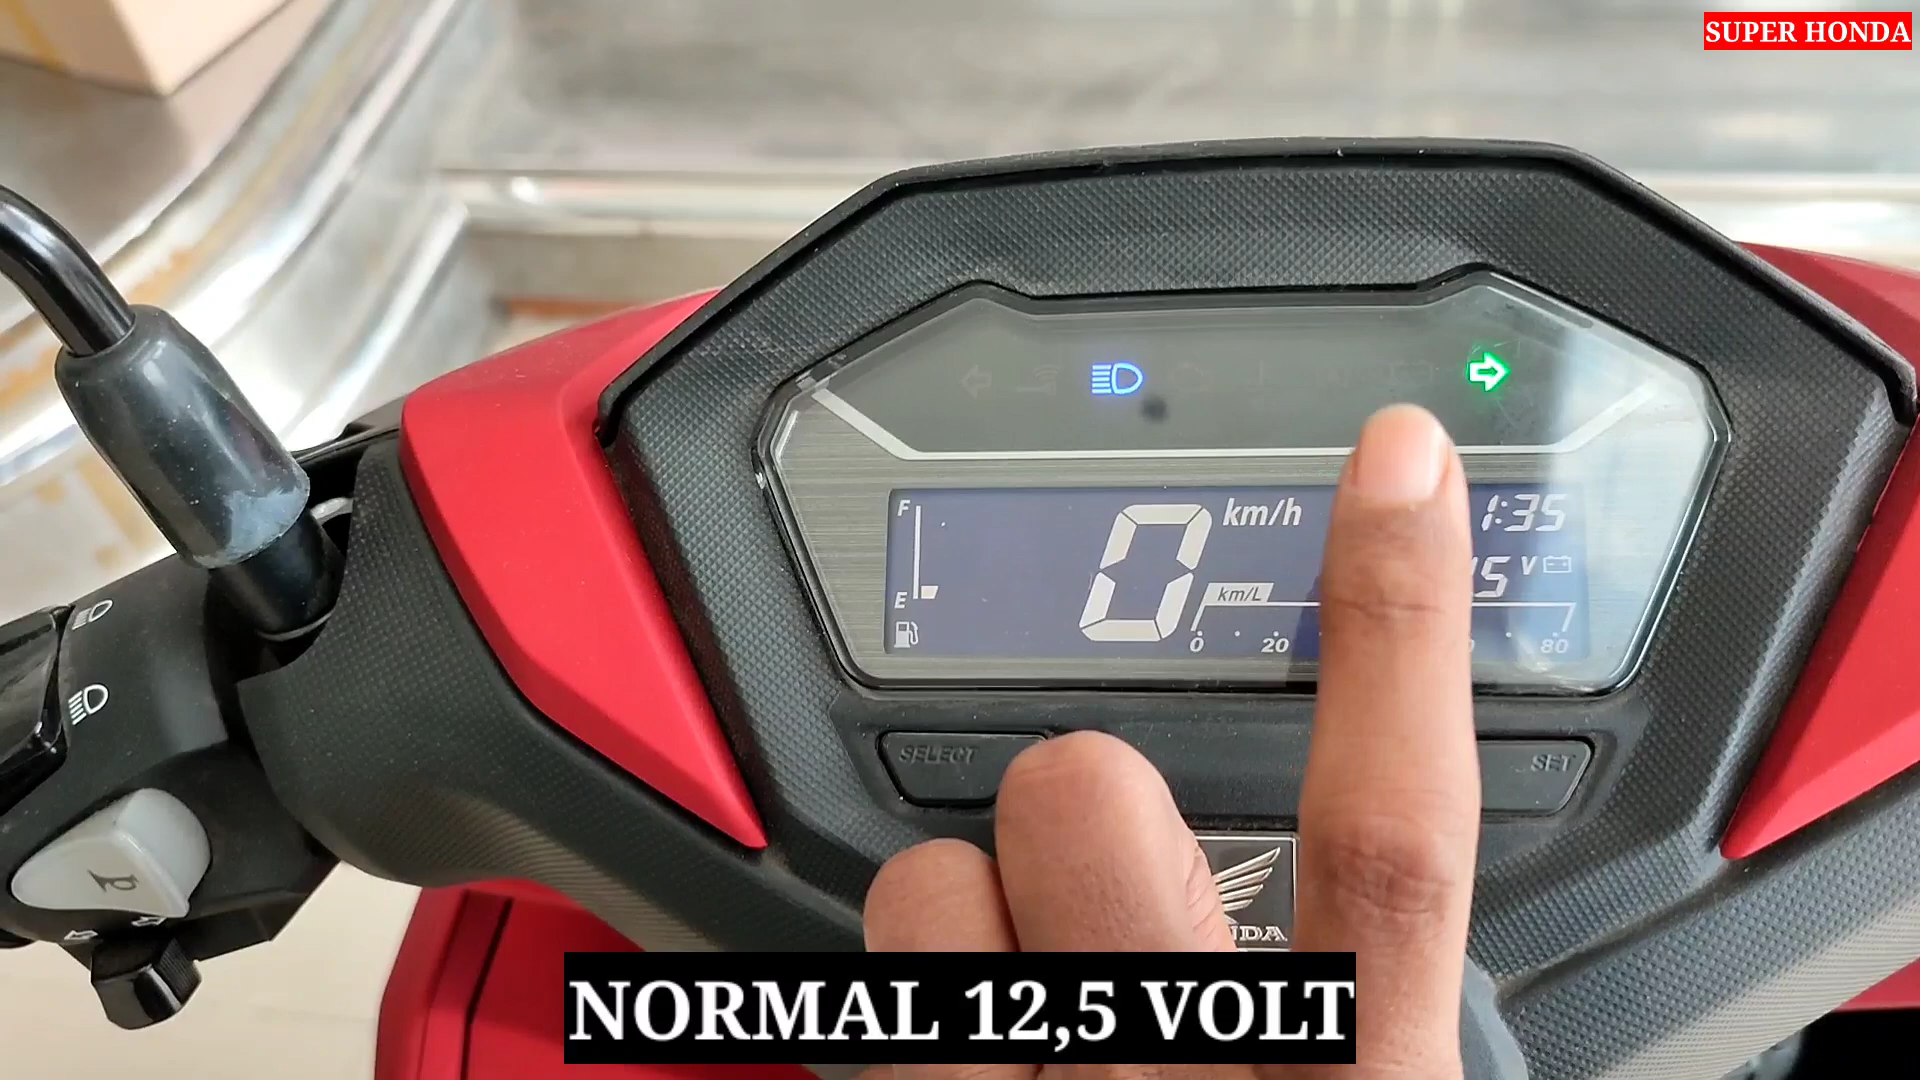 SUPER HONDA
F
km/h
1:35
V
E
km/L
0
0
20
80
SELECT
SET
NORMAL 12,5 VOLT